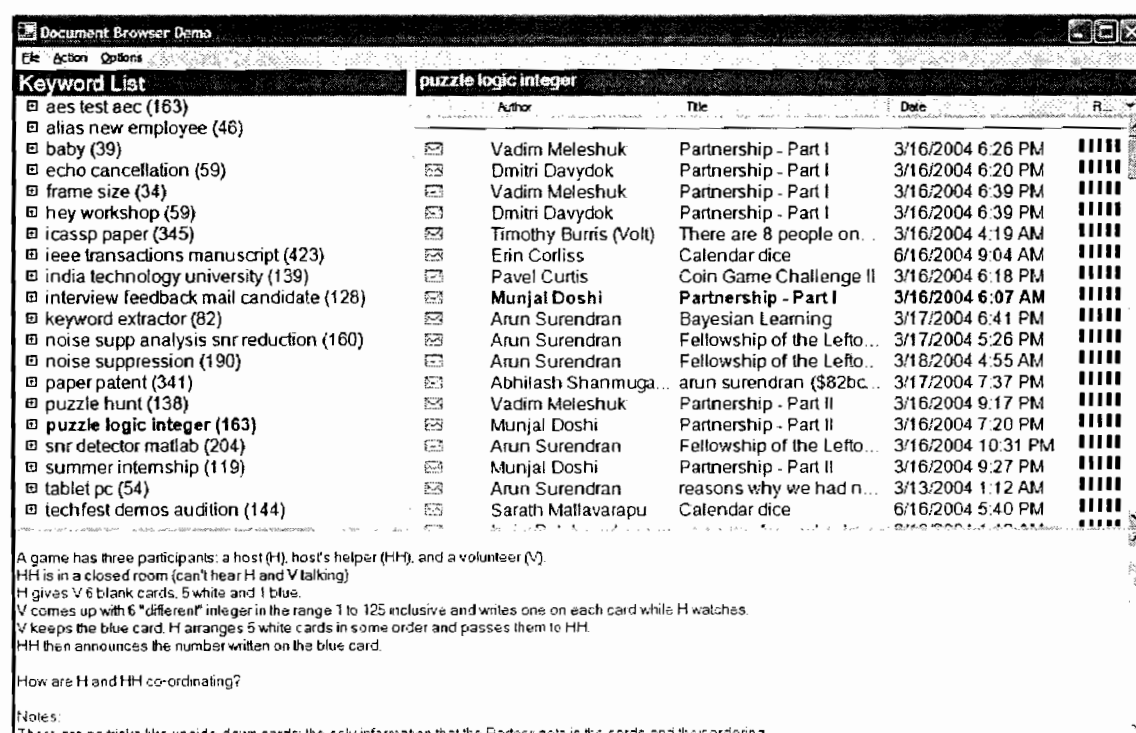 Document Browser Demo
File Action Options
Keyword List
aes test aec (163)
alias new employee (46)
baby (39)
echo cancellation (59)
frame size (34)
hey workshop (59)
icassp paper (345)
ieee transactions manuscript (423)
india technology university (139)
interview feedback mail candidate (128)
keyword extractor (82)
noise supp analysis snr reduction (160)
noise suppression (190)
paper patent (341)
puzzle hunt (138)
puzzle logic integer (163)
snr detector matlab (204)
summer internship (119)
tablet pc (54)
techfest demos audition (144)
puzzle logic integer
Author Title Date R...
Vadim Meleshuk Partnership - Part I 3/16/2004 6:26 PM
Dmitri Davydok Partnership - Part I 3/16/2004 6:20 PM
Vadim Meleshuk Partnership - Part I 3/16/2004 6:39 PM
Dmitri Davydok Partnership - Part I 3/16/2004 6:39 PM
Timothy Burris (Volt) There are 8 people on... 3/16/2004 4:19 AM
Erin Corliss Calendar dice 6/16/2004 9:04 AM
Pavel Curtis Coin Game Challenge II 3/16/2004 6:18 PM
Munjal Doshi Partnership - Part I 3/16/2004 6:07 AM
Arun Surendran Bayesian Learning 3/17/2004 6:41 PM
Arun Surendran Fellowship of the Lefto... 3/17/2004 5:26 PM
Arun Surendran Fellowship of the Lefto... 3/18/2004 4:55 AM
Abhilash Shanmuga... arun surendran ($82bc... 3/17/2004 7:37 PM
Vadim Meleshuk Partnership - Part II 3/16/2004 9:17 PM
Munjal Doshi Partnership - Part II 3/16/2004 7:20 PM
Arun Surendran Fellowship of the Lefto... 3/16/2004 10:31 PM
Munjal Doshi Partnership - Part II 3/16/2004 9:27 PM
Arun Surendran reasons why we had n... 3/13/2004 1:12 AM
Sarath Mallavarapu Calendar dice 6/16/2004 5:40 PM
A game has three participants: a host (H), host's helper (HH), and a volunteer (V).
HH is in a closed room (can't hear H and V talking)
H gives V 6 blank cards, 5 white and 1 blue.
V comes up with 6 "different" integer in the range 1 to 125 inclusive and writes one on each card while H watches.
V keeps the blue card. H arranges 5 white cards in some order and passes them to HH.
HH then announces the number written on the blue card.
How are H and HH co-ordinating?
Notes: